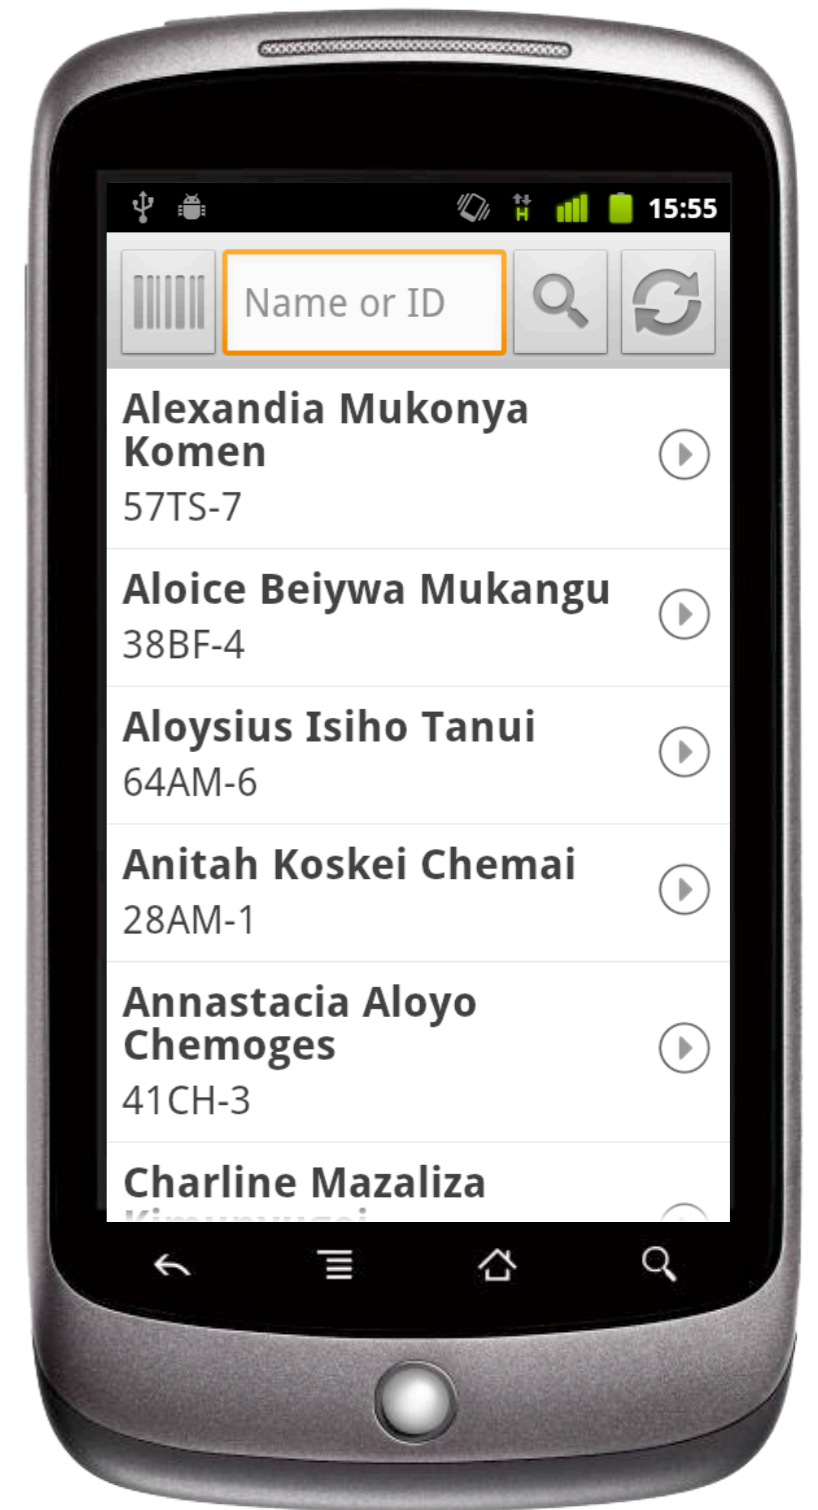 15:55
Name or ID
Alexandia Mukonya
Komen
57TS-7
Aloice Beiywa Mukangu
38BF-4
Aloysius Isiho Tanui
64AM-6
Anitah Koskei Chemai
28AM-1
Annastacia Aloyo
Chemoges
41CH-3
Charline Mazaliza